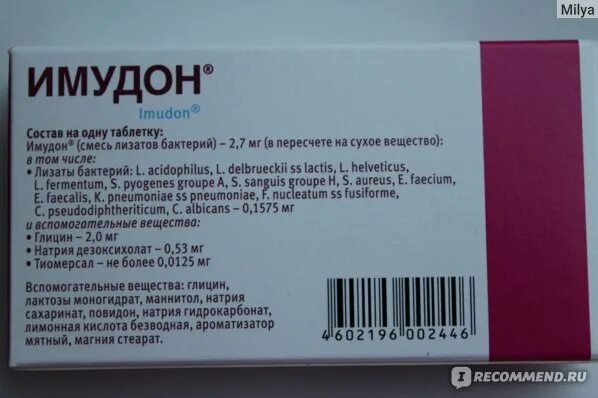 Milya
ИМУДОН®
Imudon®
Состав на одну таблетку:
Имудон® (смесь лизатов бактерий) – 2,7 мг (в пересчете на сухое вещество):
в том числе:
• Лизаты бактерий: L. acidophilus, L. delbrueckii ss lactis, L. helveticus,
L. fermentum, S. pyogenes groupe A, S. sanguis groupe H, S. aureus, E. faecium,
E. faecalis, K. pneumoniae ss pneumoniae, F. nucleatum ss fusiforme,
C. pseudodiphtheriticum, C. albicans – 0,1575 мг
и вспомогательные вещества:
• Глицин – 2,0 мг
• Натрия дезоксихолат – 0,53 мг
• Тиомерсал – не более 0,0125 мг
Вспомогательные вещества: глицин,
лактозы моногидрат, маннитол, натрия
сахаринат, повидон, натрия гидрокарбонат,
лимонная кислота безводная, ароматизатор
мятный, магния стеарат.
4602196002446
IRECOMMEND.RU